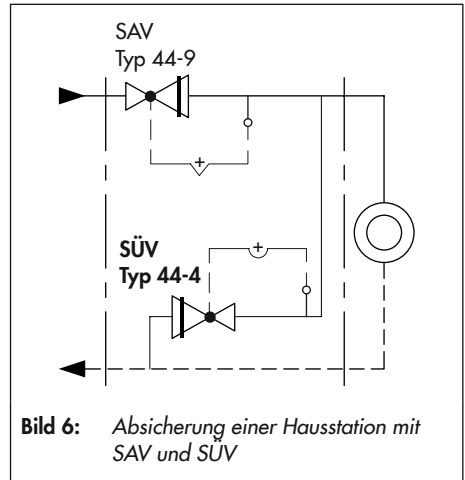 SAV
Typ 44-9
+
+
SÜV
Typ 44-4
Bild 6: Absicherung einer Hausstation mit
SAV und SÜV